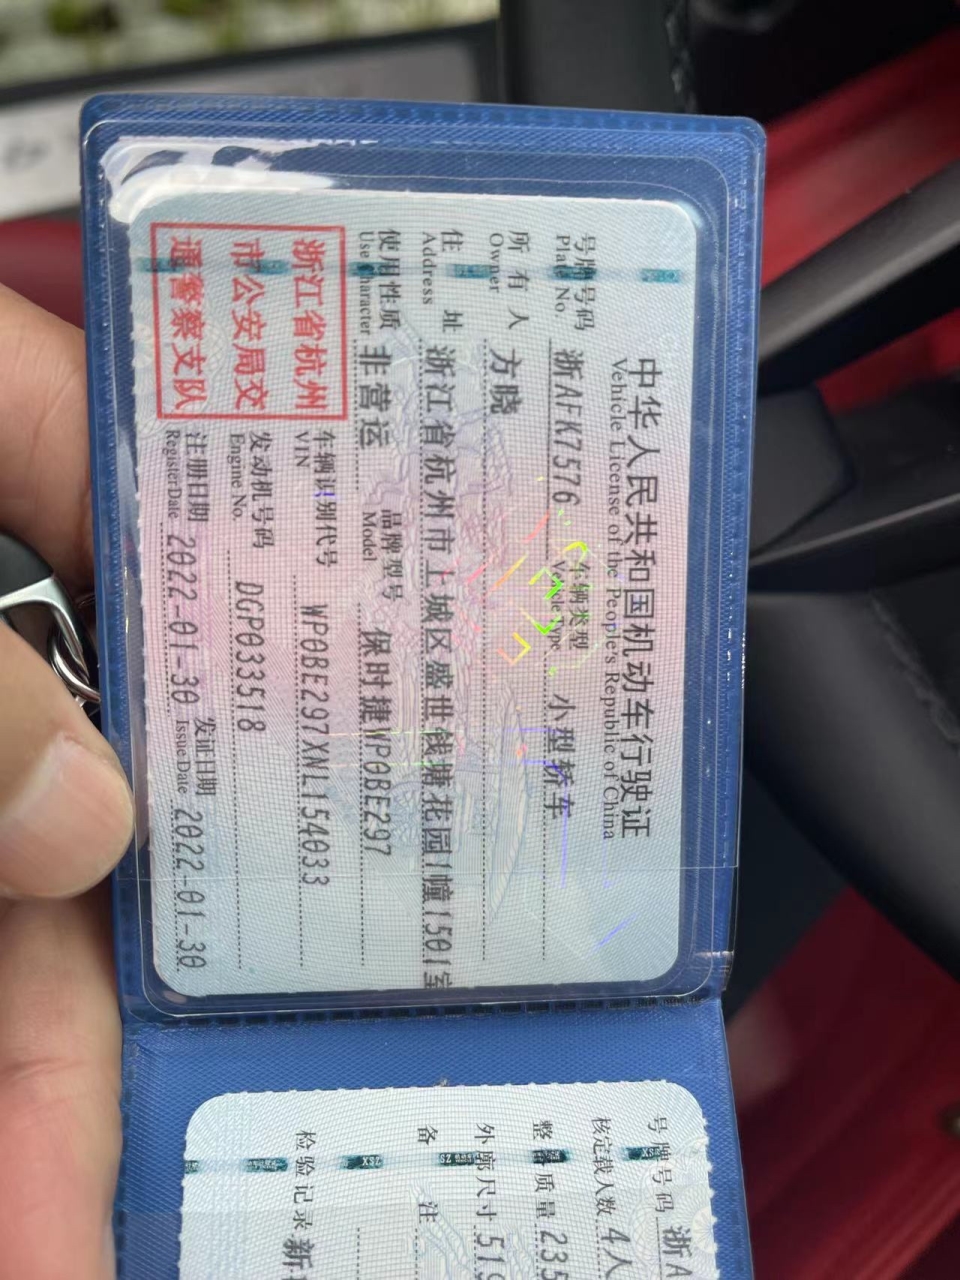 中华人民共和国机动车行驶证
Vehicle License of the People's Republic of China
号牌号码 浙AFK7576 车辆类型 小型轿车
Plate No. Vehicle Type
所有人 方晓
Owner
住址 浙江省杭州市上城区盛世钱塘花园1幢1501室
Address
使用性质 非营运 品牌型号 保时捷WP0BE297
Use Character Model
浙江省杭州
市公安局交
通警察支队
车辆识别代号 WP0BE297XNL154033
VIN
发动机号码 DGP033518
Engine No.
注册日期 2022-01-30 发证日期 2022-01-30
Register Date Issue Date
号牌号码 浙A
核定载人数 4人
整备质量 235
外廓尺寸 519
备注
检验记录